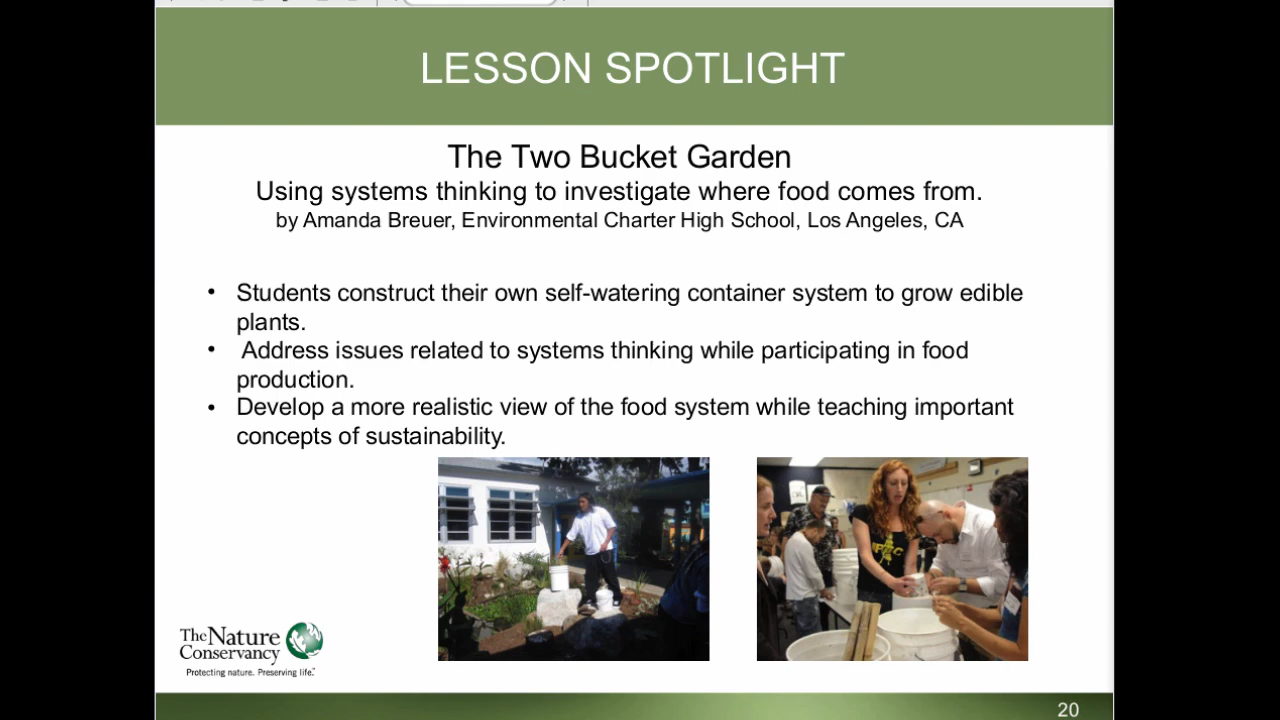 LESSON SPOTLIGHT
The Two Bucket Garden
Using systems thinking to investigate where food comes from.
by Amanda Breuer, Environmental Charter High School, Los Angeles, CA
• Students construct their own self-watering container system to grow edible
plants.
• Address issues related to systems thinking while participating in food
production.
• Develop a more realistic view of the food system while teaching important
concepts of sustainability.
The Nature
Conservancy
Protecting nature. Preserving life.™
20